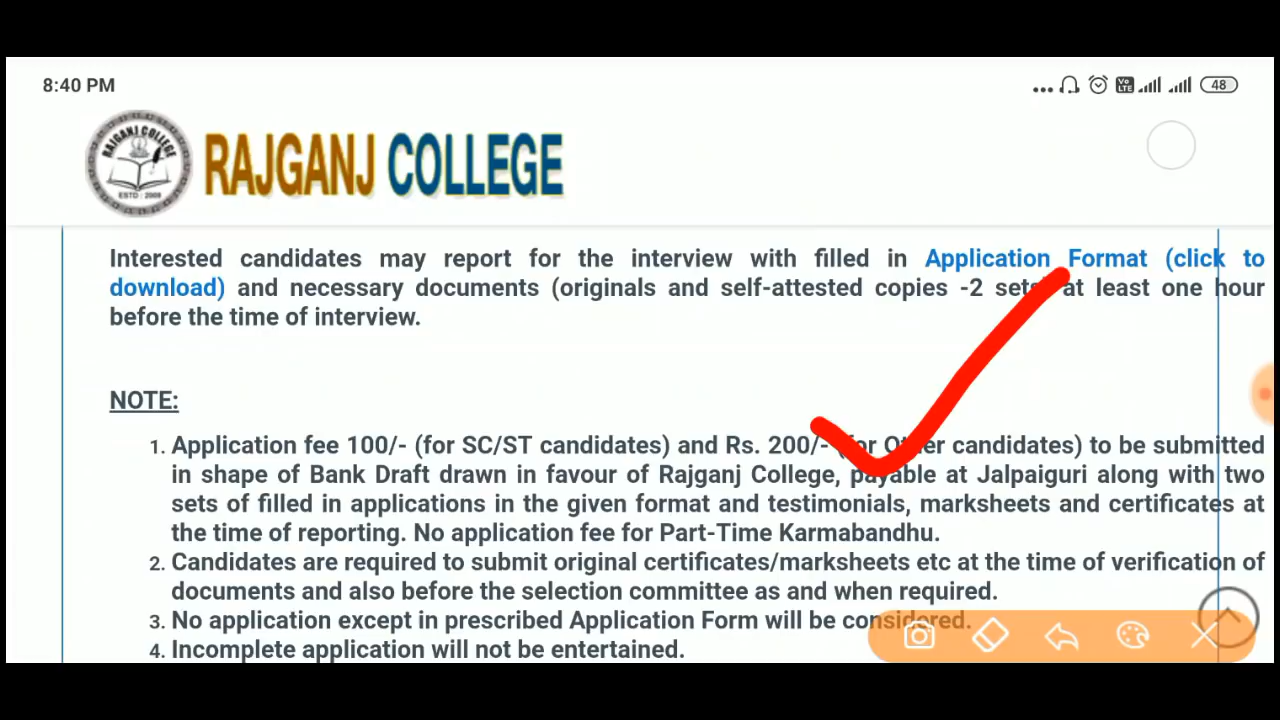 8:40 PM
Vo LTE
48
RAJGANJ COLLEGE
ESTD : 2009
RAJGANJ COLLEGE
Interested candidates may report for the interview with filled in Application Format (click to
download) and necessary documents (originals and self-attested copies -2 sets) at least one hour
before the time of interview.
NOTE:
1. Application fee 100/- (for SC/ST candidates) and Rs. 200/- (for Other candidates) to be submitted
in shape of Bank Draft drawn in favour of Rajganj College, payable at Jalpaiguri along with two
sets of filled in applications in the given format and testimonials, marksheets and certificates at
the time of reporting. No application fee for Part-Time Karmabandhu.
2. Candidates are required to submit original certificates/marksheets etc at the time of verification of
documents and also before the selection committee as and when required.
3. No application except in prescribed Application Form will be considered.
4. Incomplete application will not be entertained.